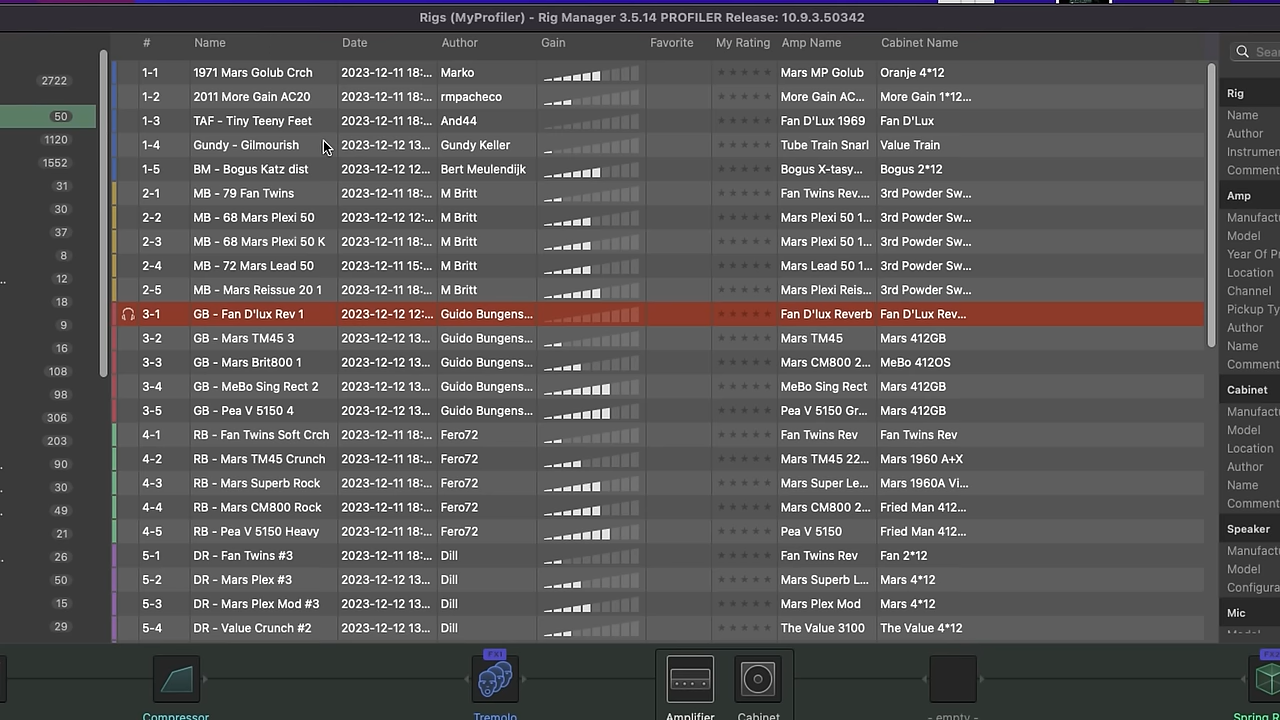 Rigs (MyProfiler) - Rig Manager 3.5.14 PROFILER Release: 10.9.3.50342
# Name Date Author Gain Favorite My Rating Amp Name Cabinet Name
1-1 1971 Mars Golub Crch 2023-12-11 18:... Marko Mars MP Golub Oranje 4*12
1-2 2011 More Gain AC20 2023-12-11 18:... rmpacheco More Gain AC... More Gain 1*12...
1-3 TAF - Tiny Teeny Feet 2023-12-11 18:... And44 Fan D'Lux 1969 Fan D'Lux
1-4 Gundy - Gilmourish 2023-12-12 13... Gundy Keller Tube Train Snarl Value Train
1-5 BM - Bogus Katz dist 2023-12-12 12:... Bert Meulendijk Bogus X-tasy... Bogus 2*12
2-1 MB - 79 Fan Twins 2023-12-11 18:... M Britt Fan Twins Rev.... 3rd Powder Sw...
2-2 MB - 68 Mars Plexi 50 2023-12-12 12:... M Britt Mars Plexi 50 1... 3rd Powder Sw...
2-3 MB - 68 Mars Plexi 50 K 2023-12-11 18:... M Britt Mars Plexi 50 1... 3rd Powder Sw...
2-4 MB - 72 Mars Lead 50 2023-12-11 15:... M Britt Mars Lead 50 1... 3rd Powder Sw...
2-5 MB - Mars Reissue 20 1 2023-12-11 18:... M Britt Mars Plexi Reis... 3rd Powder Sw...
3-1 GB - Fan D'lux Rev 1 2023-12-12 12:... Guido Bungens... Fan D'lux Reverb Fan D'Lux Rev...
3-2 GB - Mars TM45 3 2023-12-11 18:... Guido Bungens... Mars TM45 Mars 412GB
3-3 GB - Mars Brit800 1 2023-12-12 13... Guido Bungens... Mars CM800 2... MeBo 412OS
3-4 GB - MeBo Sing Rect 2 2023-12-12 13... Guido Bungens... MeBo Sing Rect Mars 412GB
3-5 GB - Pea V 5150 4 2023-12-12 13... Guido Bungens... Pea V 5150 Gr... Mars 412GB
4-1 RB - Fan Twins Soft Crch 2023-12-11 18:... Fero72 Fan Twins Rev Fan Twins Rev
4-2 RB - Mars TM45 Crunch 2023-12-12 13... Fero72 Mars TM45 22... Mars 1960 A+X
4-3 RB - Mars Superb Rock 2023-12-12 13... Fero72 Mars Super Le... Mars 1960A Vi...
4-4 RB - Mars CM800 Rock 2023-12-11 18:... Fero72 Mars CM800 2... Fried Man 412...
4-5 RB - Pea V 5150 Heavy 2023-12-11 18:... Fero72 Pea V 5150 Fried Man 412...
5-1 DR - Fan Twins #3 2023-12-11 18:... Dill Fan Twins Rev Fan 2*12
5-2 DR - Mars Plex #3 2023-12-12 13... Dill Mars Superb L... Mars 4*12
5-3 DR - Mars Plex Mod #3 2023-12-12 13... Dill Mars Plex Mod Mars 4*12
5-4 DR - Value Crunch #2 2023-12-12 13... Dill The Value 3100 The Value 4*12
2722
50
1120
1552
31
30
37
8
12
18
9
16
108
98
306
203
90
30
49
21
26
50
15
29
Rig
Name
Author
Instrumen
Comment
Amp
Manufact
Model
Year Of Pr
Location
Channel
Pickup Ty
Author
Name
Comment
Cabinet
Manufact
Model
Location
Author
Name
Comment
Speaker
Manufact
Model
Configura
Mic
FX1
Compressor
Tremolo
Amplifier
Cabinet
- empty -
Spring R